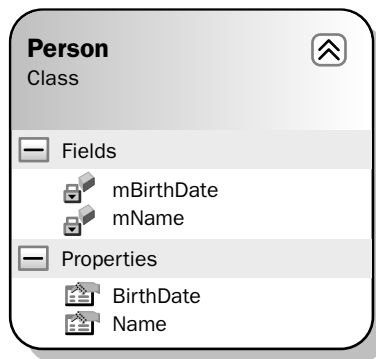 Person
Class
Fields
mBirthDate
mName
Properties
BirthDate
Name